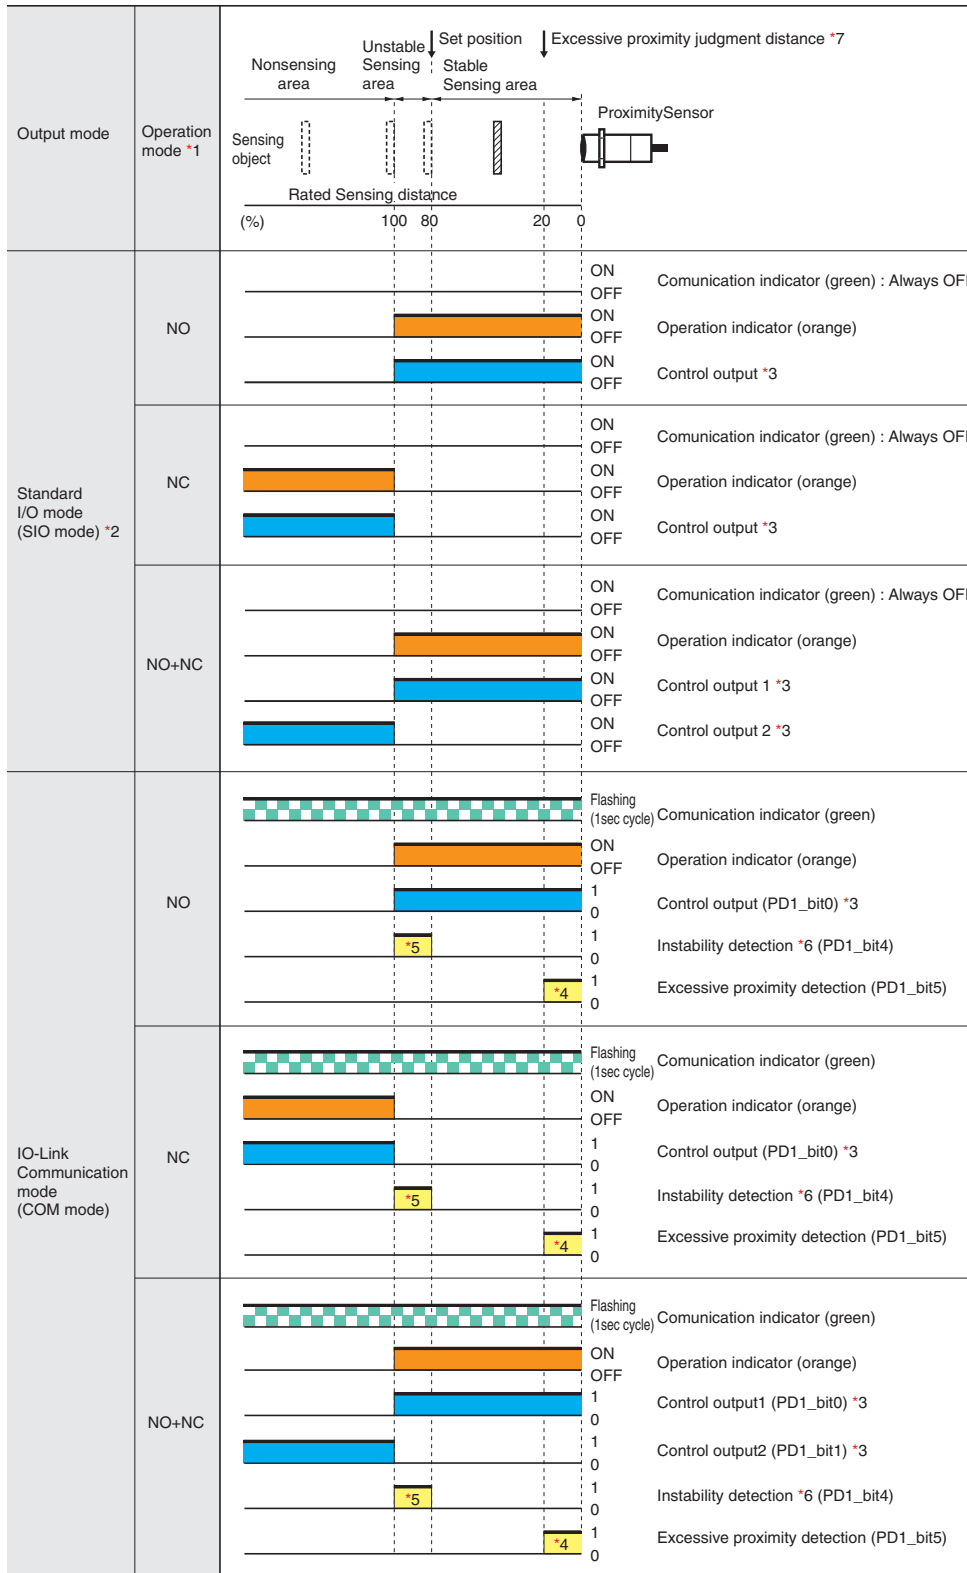 Output mode
Operation
mode *1
Nonsensing
area
Unstable
Sensing
area
Set position
Stable
Sensing area
Excessive proximity judgment distance *7
ProximitySensor
Sensing
object
Rated Sensing distance
(%)
100 80 20 0
Standard
I/O mode
(SIO mode) *2
NO
ON
OFF
Comunication indicator (green) : Always OF
ON
OFF
Operation indicator (orange)
ON
OFF
Control output *3
NC
ON
OFF
Comunication indicator (green) : Always OF
ON
OFF
Operation indicator (orange)
ON
OFF
Control output *3
NO+NC
ON
OFF
Comunication indicator (green) : Always OF
ON
OFF
Operation indicator (orange)
ON
OFF
Control output 1 *3
ON
OFF
Control output 2 *3
IO-Link
Communication
mode
(COM mode)
NO
Flashing
(1sec cycle)
Comunication indicator (green)
ON
OFF
Operation indicator (orange)
1
0
Control output (PD1_bit0) *3
*5
1
0
Instability detection *6 (PD1_bit4)
*4
1
0
Excessive proximity detection (PD1_bit5)
NC
Flashing
(1sec cycle)
Comunication indicator (green)
ON
OFF
Operation indicator (orange)
1
0
Control output (PD1_bit0) *3
*5
1
0
Instability detection *6 (PD1_bit4)
*4
1
0
Excessive proximity detection (PD1_bit5)
NO+NC
Flashing
(1sec cycle)
Comunication indicator (green)
ON
OFF
Operation indicator (orange)
1
0
Control output1 (PD1_bit0) *3
1
0
Control output2 (PD1_bit1) *3
*5
1
0
Instability detection *6 (PD1_bit4)
*4
1
0
Excessive proximity detection (PD1_bit5)